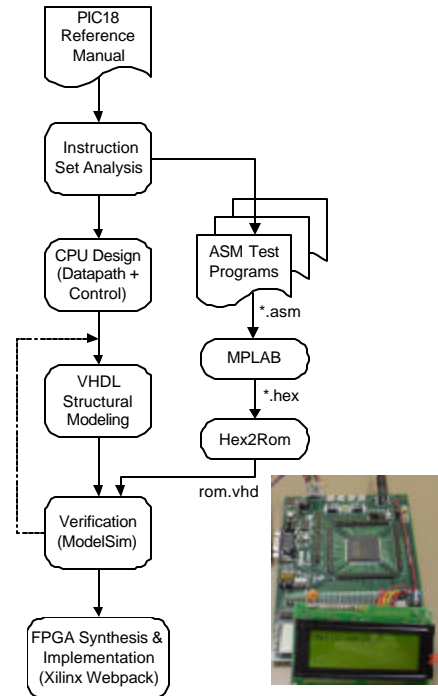 PIC18
Reference
Manual
Instruction
Set Analysis
CPU Design
(Datapath +
Control)
ASM Test
Programs
*.asm
MPLAB
VHDL
Structural
Modeling
*.hex
Hex2Rom
rom.vhd
Verification
(ModelSim)
FPGA Synthesis &
Implementation
(Xilinx Webpack)